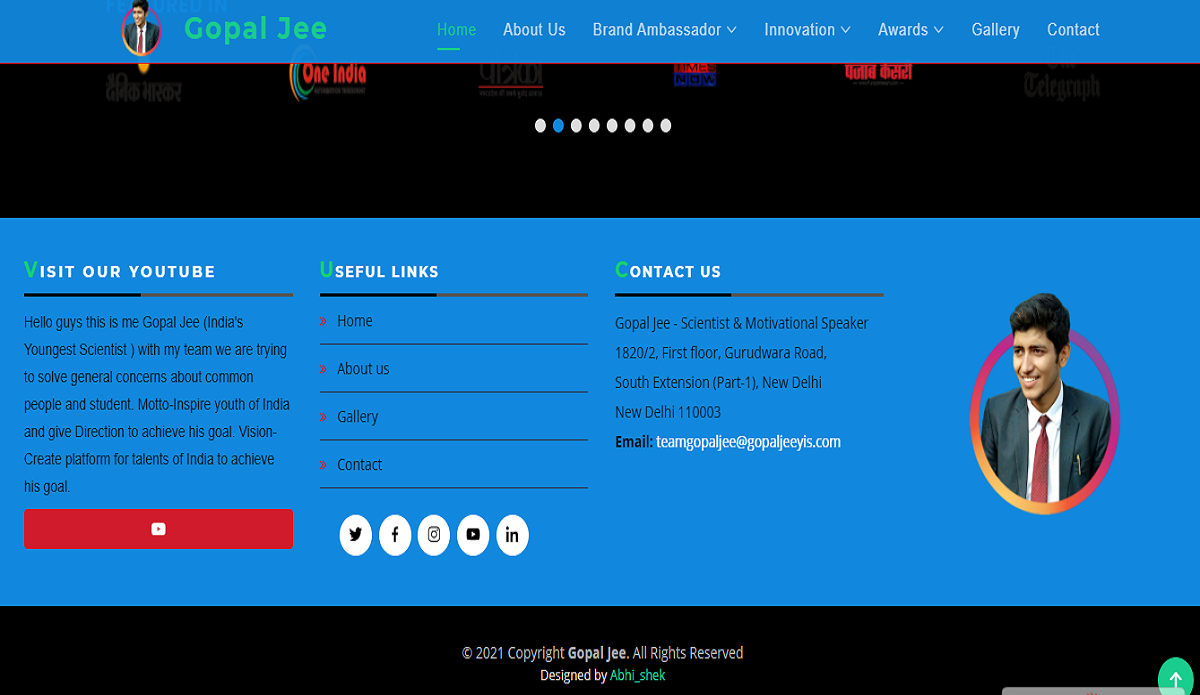 FEATURED IN
Gopal Jee
Home
About Us
Brand Ambassador
Innovation
Awards
Gallery
Contact
दैनिक भास्कर
One India
पत्रिका
TIMES
NOW
पंजाब केसरी
The
Telegraph
VISIT OUR YOUTUBE
Hello guys this is me Gopal Jee (India's
Youngest Scientist ) with my team we are trying
to solve general concerns about common
people and student. Motto-Inspire youth of India
and give Direction to achieve his goal. Vision-
Create platform for talents of India to achieve
his goal.
USEFUL LINKS
Home
About us
Gallery
Contact
CONTACT US
Gopal Jee - Scientist & Motivational Speaker
1820/2, First floor, Gurudwara Road,
South Extension (Part-1), New Delhi
New Delhi 110003
Email: teamgopaljee@gopaljeeyis.com
© 2021 Copyright Gopal Jee. All Rights Reserved
Designed by Abhi_shek